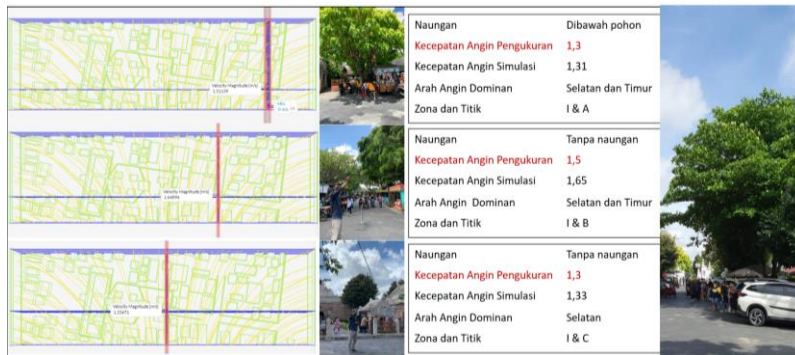 Velocity Magnitude [m/s]
Naungan Dibawah pohon
Kecepatan Angin Pengukuran 1,3
Kecepatan Angin Simulasi 1,31
Arah Angin Dominan Selatan dan Timur
Zona dan Titik I & A
Velocity Magnitude [m/s]
Naungan Tanpa naungan
Kecepatan Angin Pengukuran 1,5
Kecepatan Angin Simulasi 1,65
Arah Angin Dominan Selatan dan Timur
Zona dan Titik I & B
Velocity Magnitude [m/s]
Naungan Tanpa naungan
Kecepatan Angin Pengukuran 1,3
Kecepatan Angin Simulasi 1,33
Arah Angin Dominan Selatan
Zona dan Titik I & C